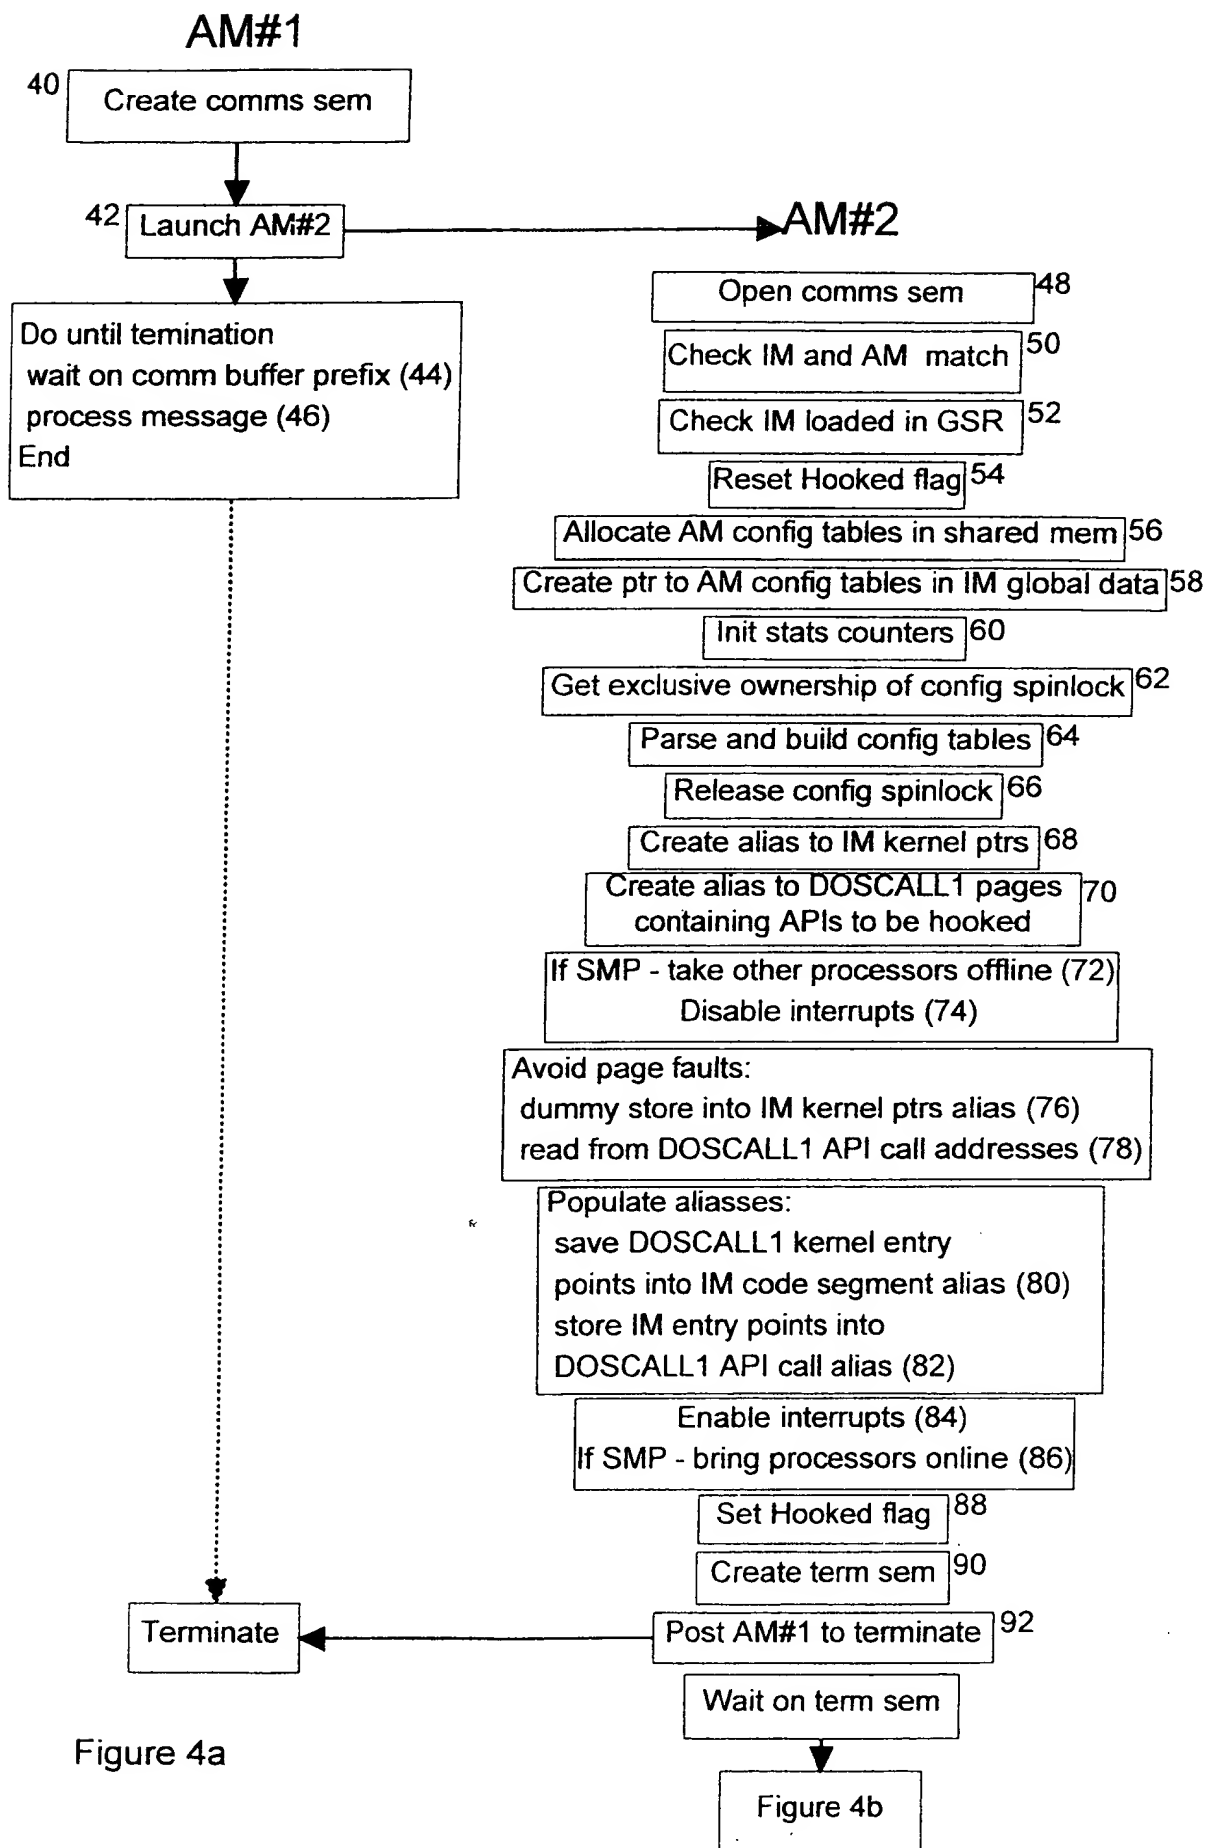 AM#1
40
Create comms sem
42
Launch AM#2
AM#2
Do until temination
wait on comm buffer prefix (44)
process message (46)
End
Open comms sem
48
Check IM and AM match
50
Check IM loaded in GSR
52
Reset Hooked flag
54
Allocate AM config tables in shared mem
56
Create ptr to AM config tables in IM global data
58
Init stats counters
60
Get exclusive ownership of config spinlock
62
Parse and build config tables
64
Release config spinlock
66
Create alias to IM kernel ptrs
68
Create alias to DOSCALL1 pages
containing APIs to be hooked
70
If SMP - take other processors offline (72)
Disable interrupts (74)
Avoid page faults:
dummy store into IM kernel ptrs alias (76)
read from DOSCALL1 API call addresses (78)
Populate aliasses:
save DOSCALL1 kernel entry
points into IM code segment alias (80)
store IM entry points into
DOSCALL1 API call alias (82)
Enable interrupts (84)
If SMP - bring processors online (86)
Set Hooked flag
88
Create term sem
90
Terminate
Post AM#1 to terminate
92
Wait on term sem
Figure 4a
Figure 4b